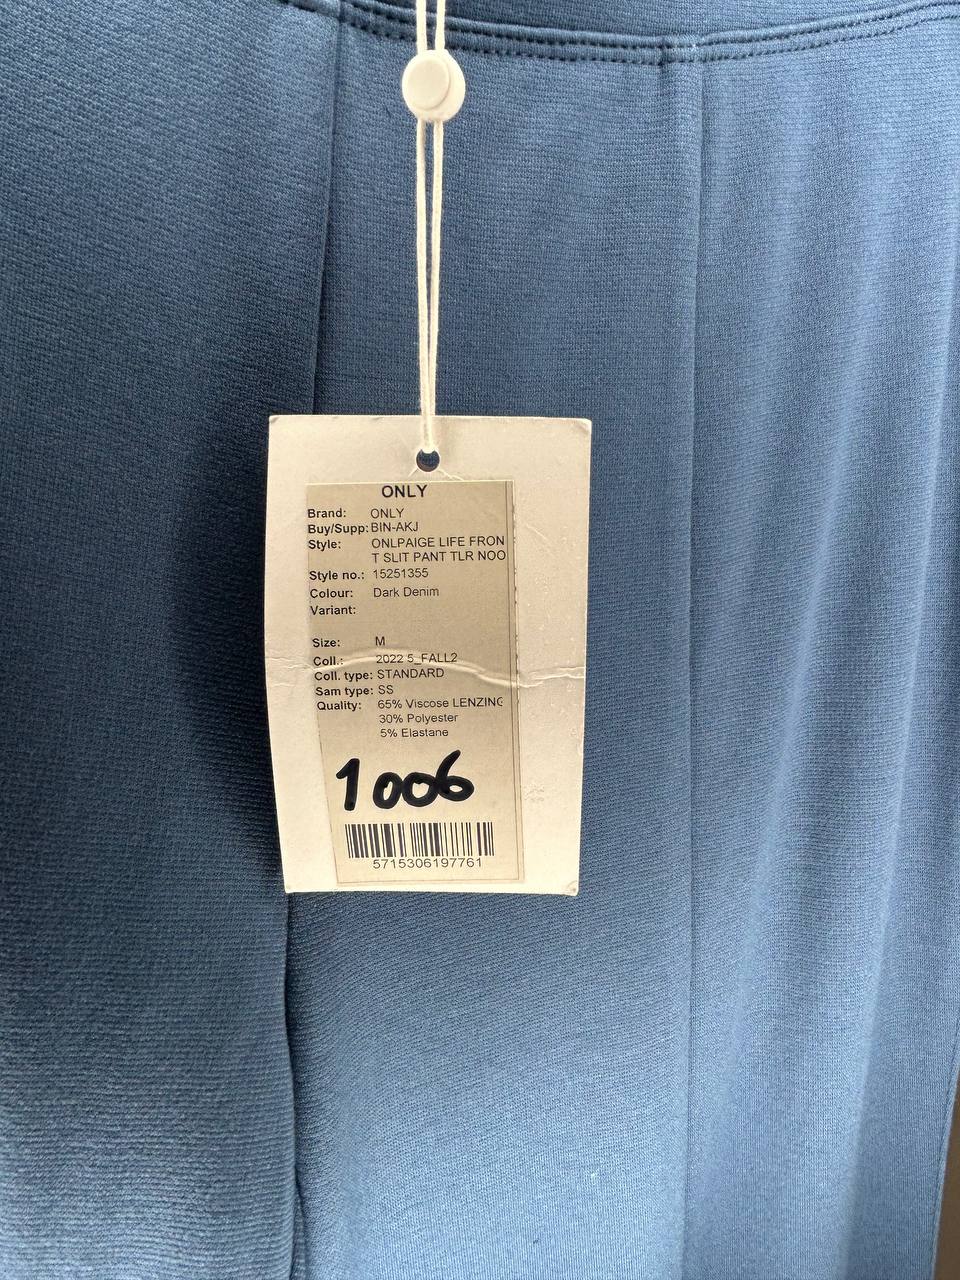 ONLY
Brand: ONLY
Buy/Supp: BIN-AKJ
Style: ONLPAIGE LIFE FRON
T SLIT PANT TLR NOO
Style no.: 15251355
Colour: Dark Denim
Variant:
Size: M
Coll.: 2022 5_FALL2
Coll. type: STANDARD
Sam type: SS
Quality: 65% Viscose LENZING
30% Polyester
5% Elastane
1006
5715306197761